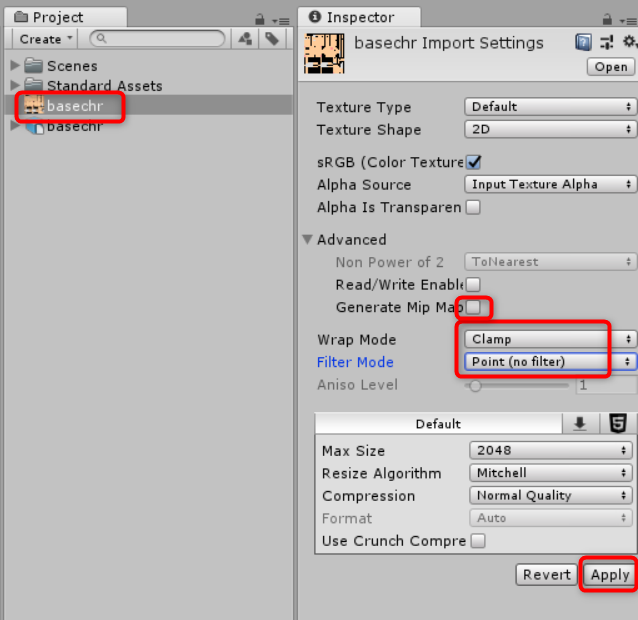 Project
Create
Scenes
Standard Assets
basechr
basechr
Inspector
basechr Import Settings
Open
Texture Type Default
Texture Shape 2D
sRGB (Color Texture
Alpha Source Input Texture Alpha
Alpha Is Transparen
Advanced
Non Power of 2 ToNearest
Read/Write Enable
Generate Mip Map
Wrap Mode Clamp
Filter Mode Point (no filter)
Aniso Level 1
Default
Max Size 2048
Resize Algorithm Mitchell
Compression Normal Quality
Format Auto
Use Crunch Compre
Revert Apply